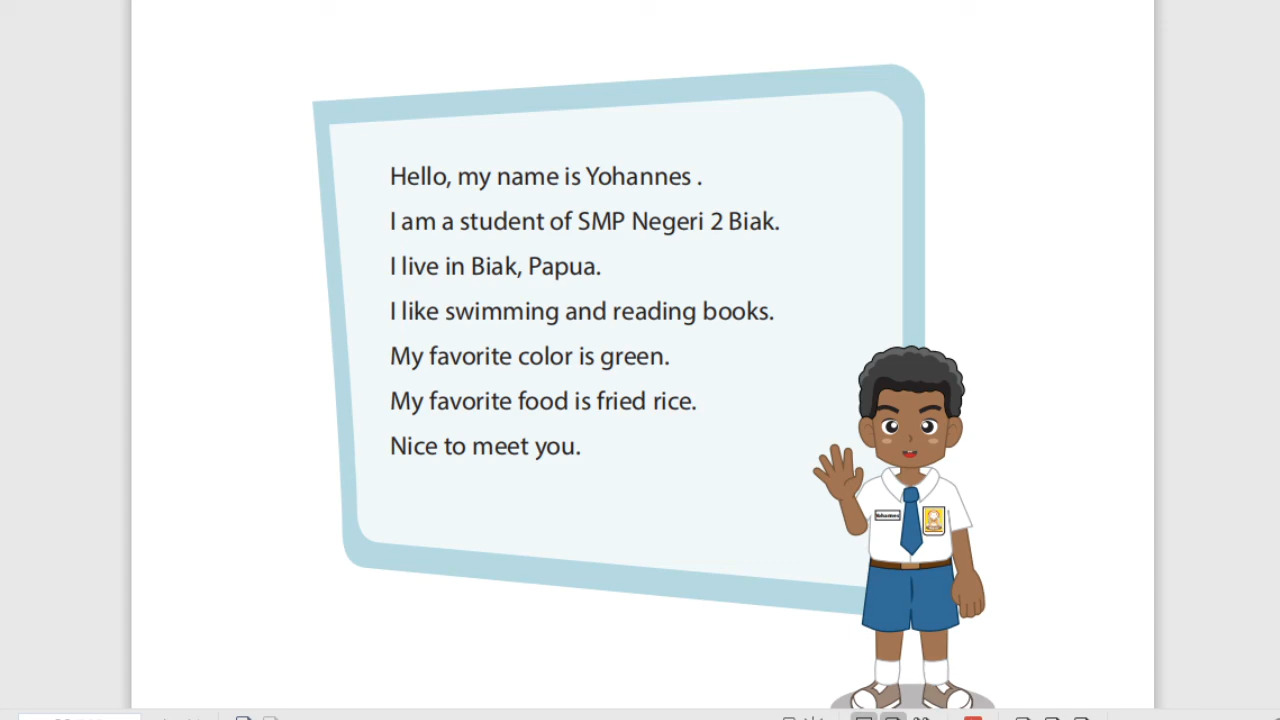 Hello, my name is Yohannes .
I am a student of SMP Negeri 2 Biak.
I live in Biak, Papua.
I like swimming and reading books.
My favorite color is green.
My favorite food is fried rice.
Nice to meet you.
Yohannes